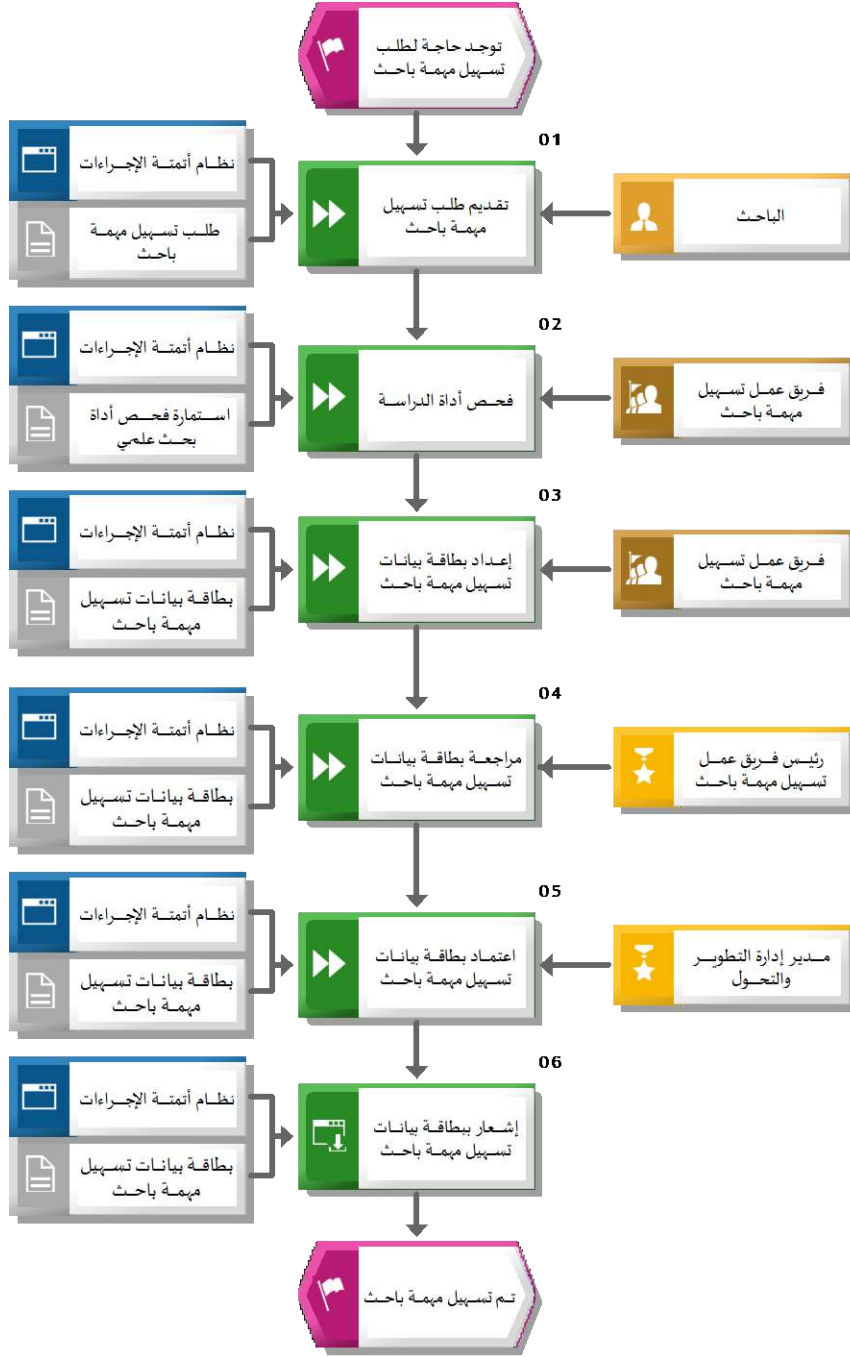 توجد حاجة لطلب
تسهيل مهمة باحث
01
الباحث
تقديم طلب تسهيل
مهمة باحث
نظام أتمتة الإجراءات
طلب تسهيل مهمة
باحث
02
فريق عمل تسهيل
مهمة باحث
فحص أداة الدراسة
نظام أتمتة الإجراءات
استمارة فحص أداة
بحث علمي
03
فريق عمل تسهيل
مهمة باحث
إعداد بطاقة بيانات
تسهيل مهمة باحث
نظام أتمتة الإجراءات
بطاقة بيانات تسهيل
مهمة باحث
04
رئيس فريق عمل
تسهيل مهمة باحث
مراجعة بطاقة بيانات
تسهيل مهمة باحث
نظام أتمتة الإجراءات
بطاقة بيانات تسهيل
مهمة باحث
05
مدير إدارة التطوير
والتحول
اعتماد بطاقة بيانات
تسهيل مهمة باحث
نظام أتمتة الإجراءات
بطاقة بيانات تسهيل
مهمة باحث
06
إشعار ببطاقة بيانات
تسهيل مهمة باحث
نظام أتمتة الإجراءات
بطاقة بيانات تسهيل
مهمة باحث
تم تسهيل مهمة باحث